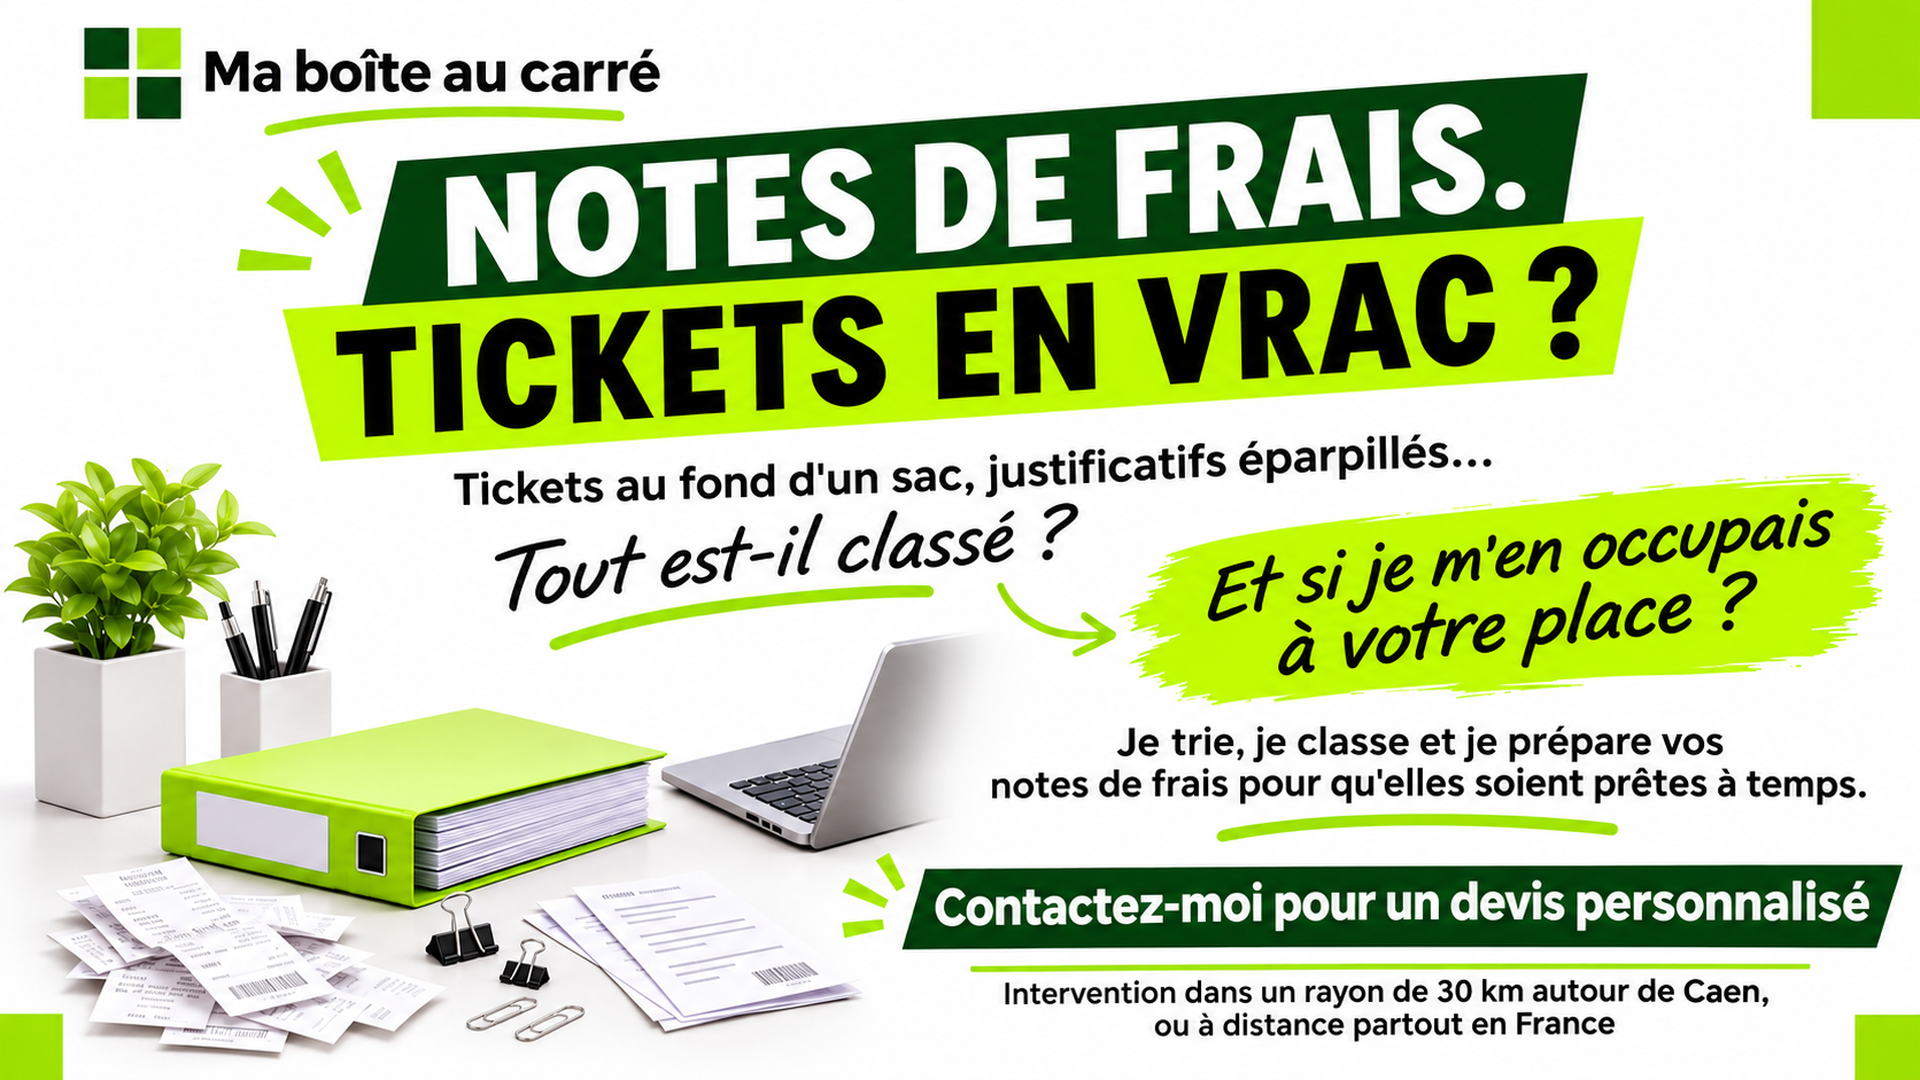 Ma boîte au carré
NOTES DE FRAIS.
TICKETS EN VRAC ?
Tickets au fond d'un sac, justificatifs éparpillés...
Tout est-il classé ?
Et si je m'en occupais
à votre place ?
Je trie, je classe et je prépare vos
notes de frais pour qu'elles soient prêtes à temps.
Contactez-moi pour un devis personnalisé
Intervention dans un rayon de 30 km autour de Caen,
ou à distance partout en France